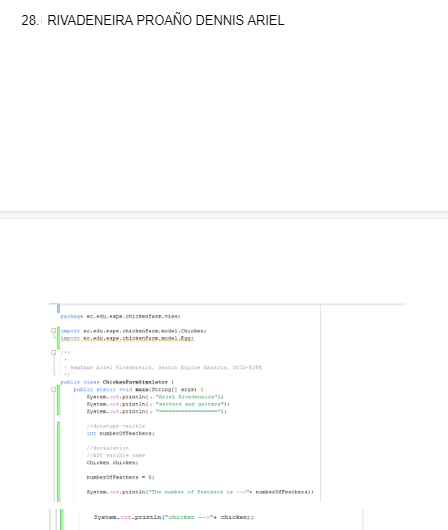 28. RIVADENEIRA PROAÑO DENNIS ARIEL
package ec.edu.espe.chickenfarm.view;
import ec.edu.espe.chickenfarm.model.Chicken;
import ec.edu.espe.chickenfarm.model.Egg;
/**
*
* @author Ariel Rivadeneira, Search Engine Bandits, DCCO-ESPE
*/
public class ChickenFarmSimulator {
public static void main(String[] args) {
System.out.println( "Ariel Rivadeneira");
System.out.println( "setters and getters");
System.out.println( "==================");
//datatype varible
int numberOfFeathers;
//declaration
//ADT varible name
Chicken chicken;
numberOfFeathers =
System.out.println("The number of feathers is -->"+ numberOfFeathers);
System.out.println("chicken -->"+ chicken);